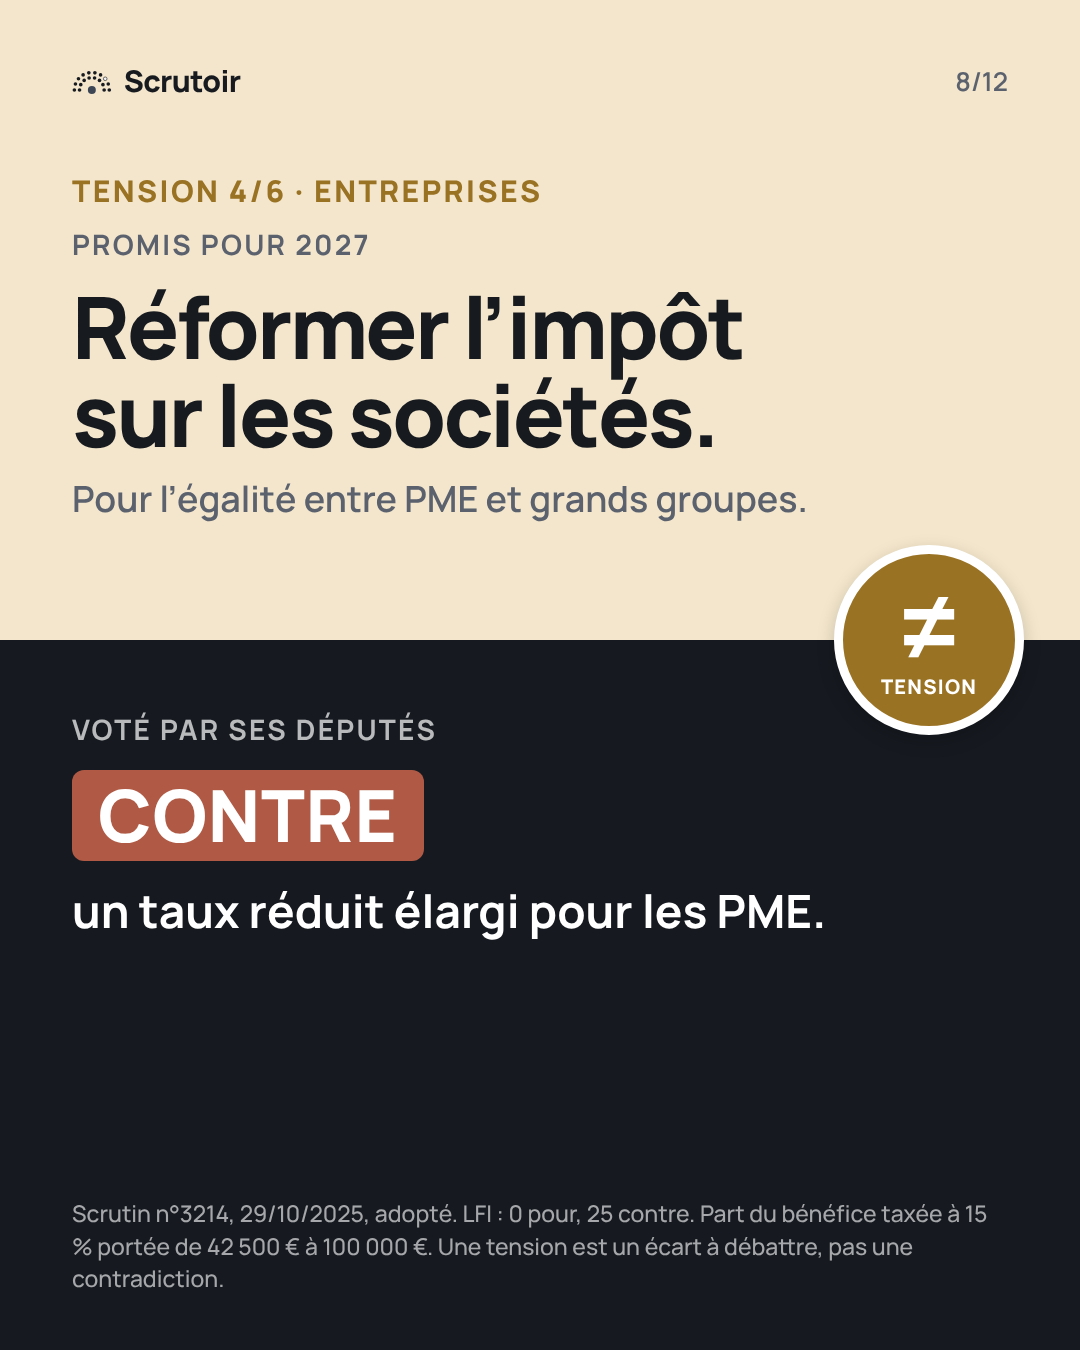 Scrutoir
8/12
TENSION 4/6 · ENTREPRISES
PROMIS POUR 2027
Réformer l’impôt
sur les sociétés.
Pour l’égalité entre PME et grands groupes.
≠
TENSION
VOTÉ PAR SES DÉPUTÉS
CONTRE
un taux réduit élargi pour les PME.
Scrutin n°3214, 29/10/2025, adopté. LFI : 0 pour, 25 contre. Part du bénéfice taxée à 15
% portée de 42 500 € à 100 000 €. Une tension est un écart à débattre, pas une
contradiction.